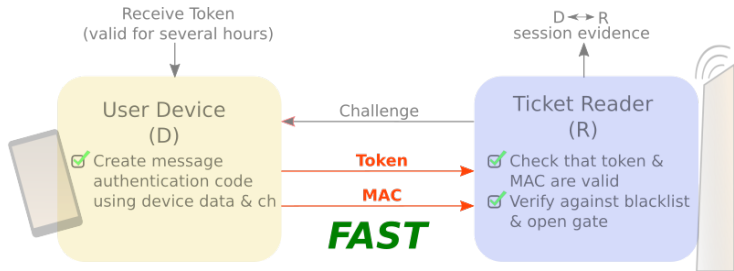 Receive Token
(valid for several hours)
D R
session evidence
User Device
(D)
Create message
authentication code
using device data & ch
Challenge
Token
MAC
FAST
Ticket Reader
(R)
Check that token &
MAC are valid
Verify against blacklist
& open gate